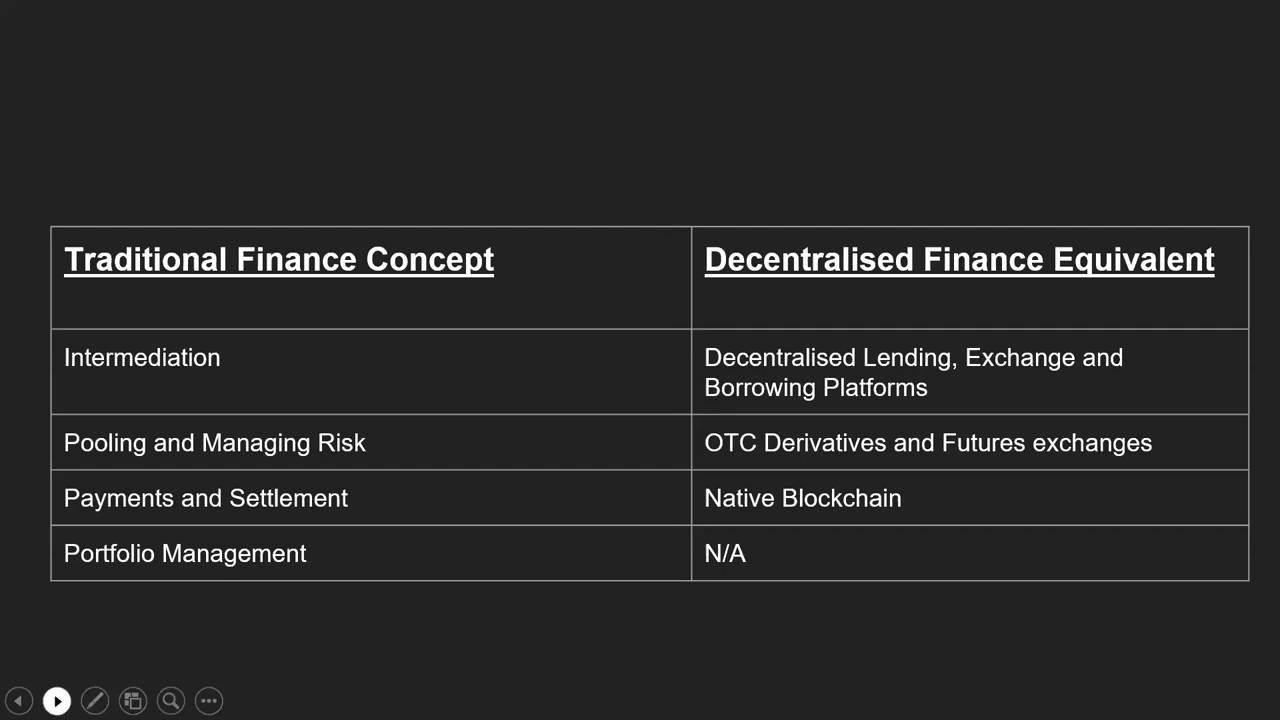 Traditional Finance Concept
Decentralised Finance Equivalent
Intermediation
Decentralised Lending, Exchange and
Borrowing Platforms
Pooling and Managing Risk
OTC Derivatives and Futures exchanges
Payments and Settlement
Native Blockchain
Portfolio Management
N/A